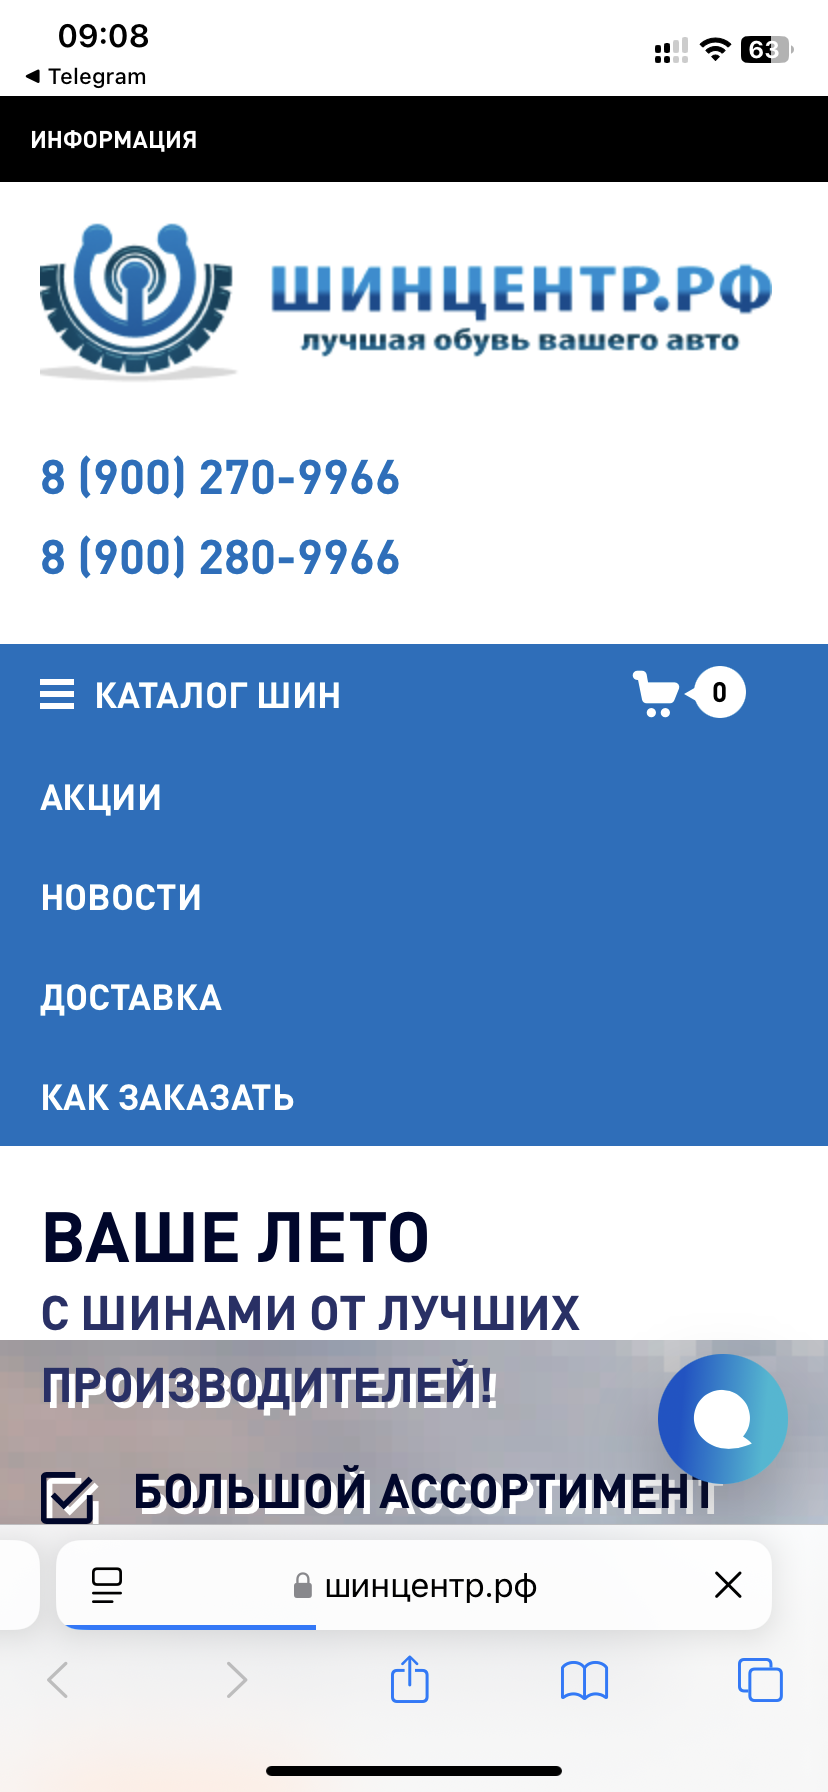 09:08
63
Telegram
ИНФОРМАЦИЯ
ШИНЦЕНТР.РФ
лучшая обувь вашего авто
8 (900) 270-9966
8 (900) 280-9966
КАТАЛОГ ШИН
0
АКЦИИ
НОВОСТИ
ДОСТАВКА
КАК ЗАКАЗАТЬ
ВАШЕ ЛЕТО
С ШИНАМИ ОТ ЛУЧШИХ
ПРОИЗВОДИТЕЛЕЙ!
БОЛЬШОЙ АССОРТИМЕНТ
шинцентр.рф